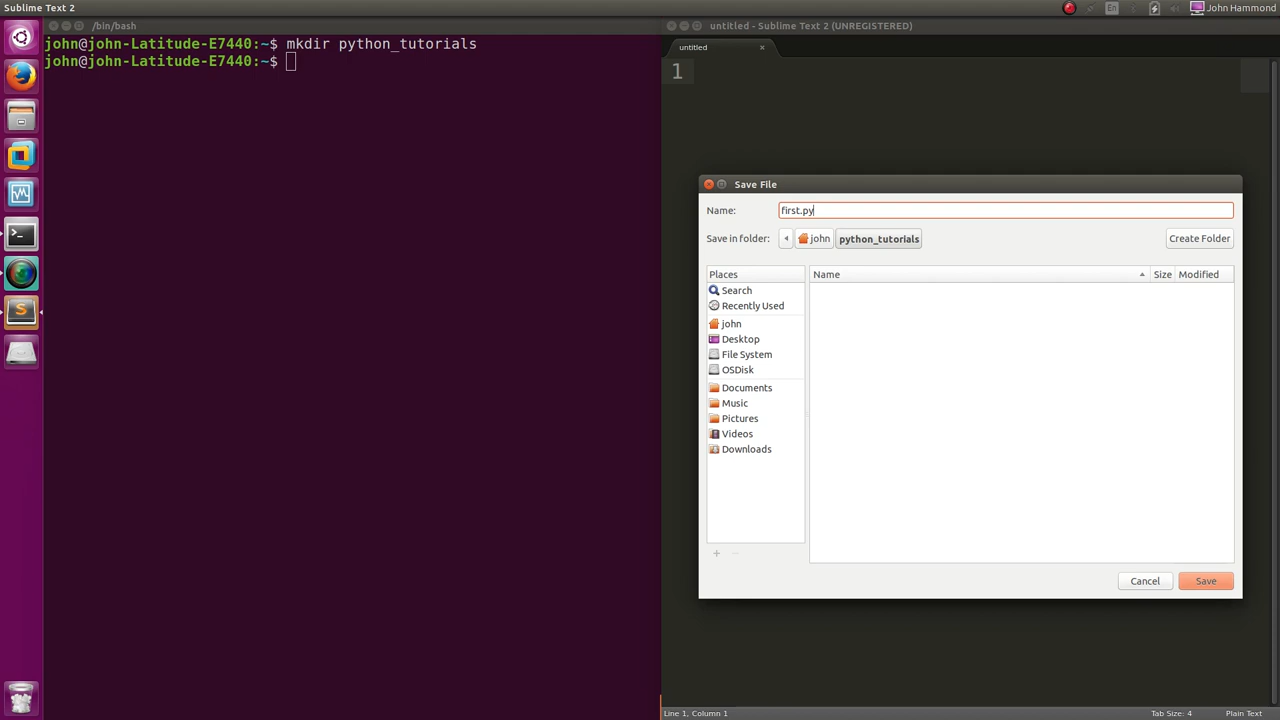 Sublime Text 2
En
John Hammond
/bin/bash
john@john-Latitude-E7440:~$ mkdir python_tutorials
john@john-Latitude-E7440:~$
untitled - Sublime Text 2 (UNREGISTERED)
untitled
1
Save File
Name: first.py
Save in folder: john python_tutorials Create Folder
Places
Search
Recently Used
john
Desktop
File System
OSDisk
Documents
Music
Pictures
Videos
Downloads
Name Size Modified
Cancel Save
Line 1, Column 1 Tab Size: 4 Plain Text